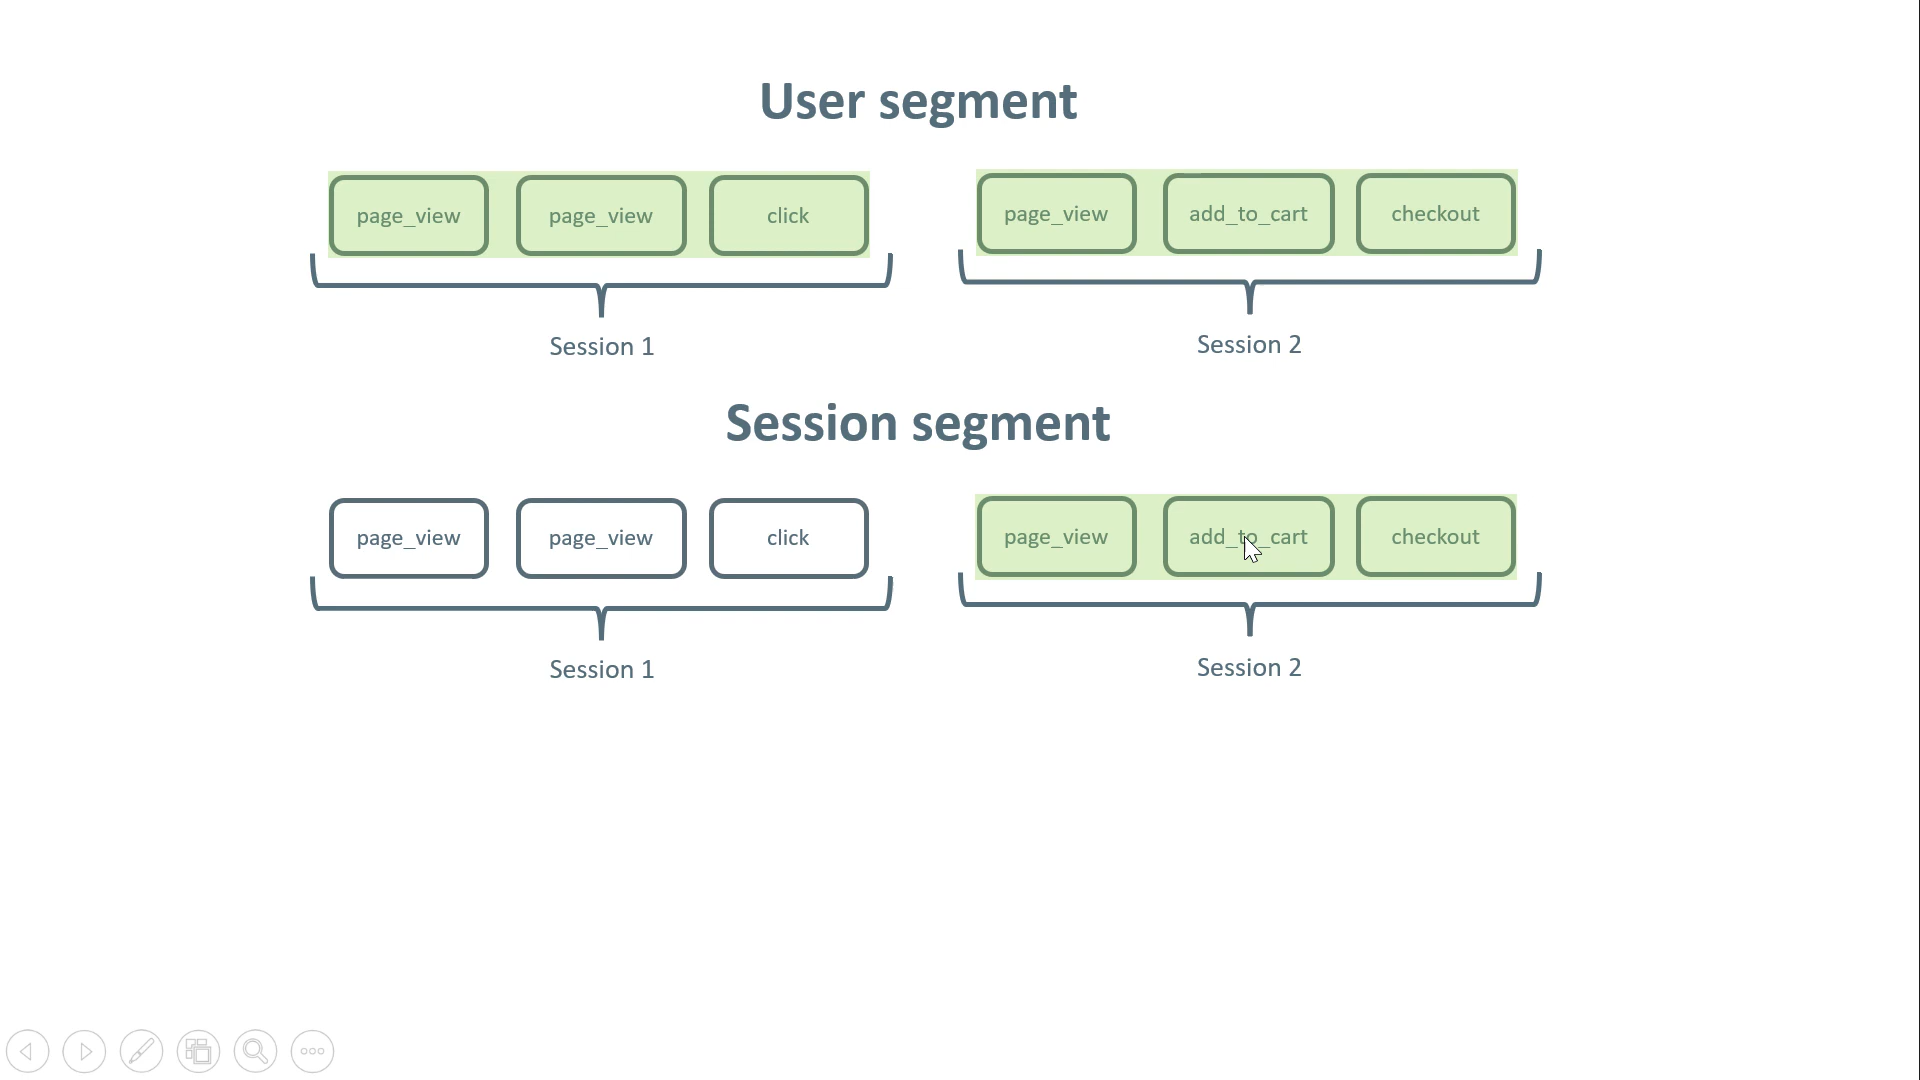 User segment
page_view page_view click page_view add_to_cart checkout
Session 1 Session 2
Session segment
page_view page_view click page_view add_to_cart checkout
Session 1 Session 2